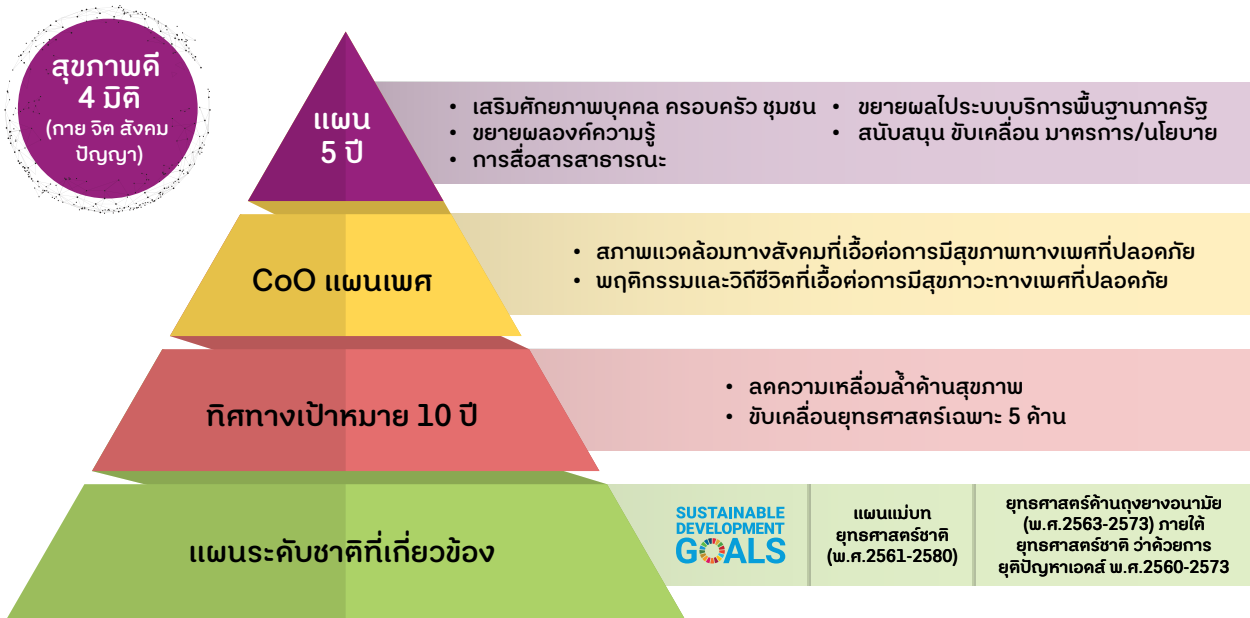 สุขภาพดี
4 มิติ
(กาย จิต สังคม
ปัญญา)
แผน
5 ปี
• เสริมศักยภาพบุคคล ครอบครัว ชุมชน
• ขยายผลองค์ความรู้
• การสื่อสารสาธารณะ
• ขยายผลไประบบบริการพื้นฐานภาครัฐ
• สนับสนุน ขับเคลื่อน มาตรการ/นโยบาย
CoO แผนเพศ
• สภาพแวดล้อมทางสังคมที่เอื้อต่อการมีสุขภาพทางเพศที่ปลอดภัย
• พฤติกรรมและวิถีชีวิตที่เอื้อต่อการมีสุขภาวะทางเพศที่ปลอดภัย
ทิศทางเป้าหมาย 10 ปี
• ลดความเหลื่อมล้ำด้านสุขภาพ
• ขับเคลื่อนยุทธศาสตร์เฉพาะ 5 ด้าน
แผนระดับชาติที่เกี่ยวข้อง
SUSTAINABLE
DEVELOPMENT
GOALS
แผนแม่บท
ยุทธศาสตร์ชาติ
(พ.ศ.2561-2580)
ยุทธศาสตร์ด้านถุงยางอนามัย
(พ.ศ.2563-2573) ภายใต้
ยุทธศาสตร์ชาติ ว่าด้วยการ
ยุติปัญหาเอดส์ พ.ศ.2560-2573